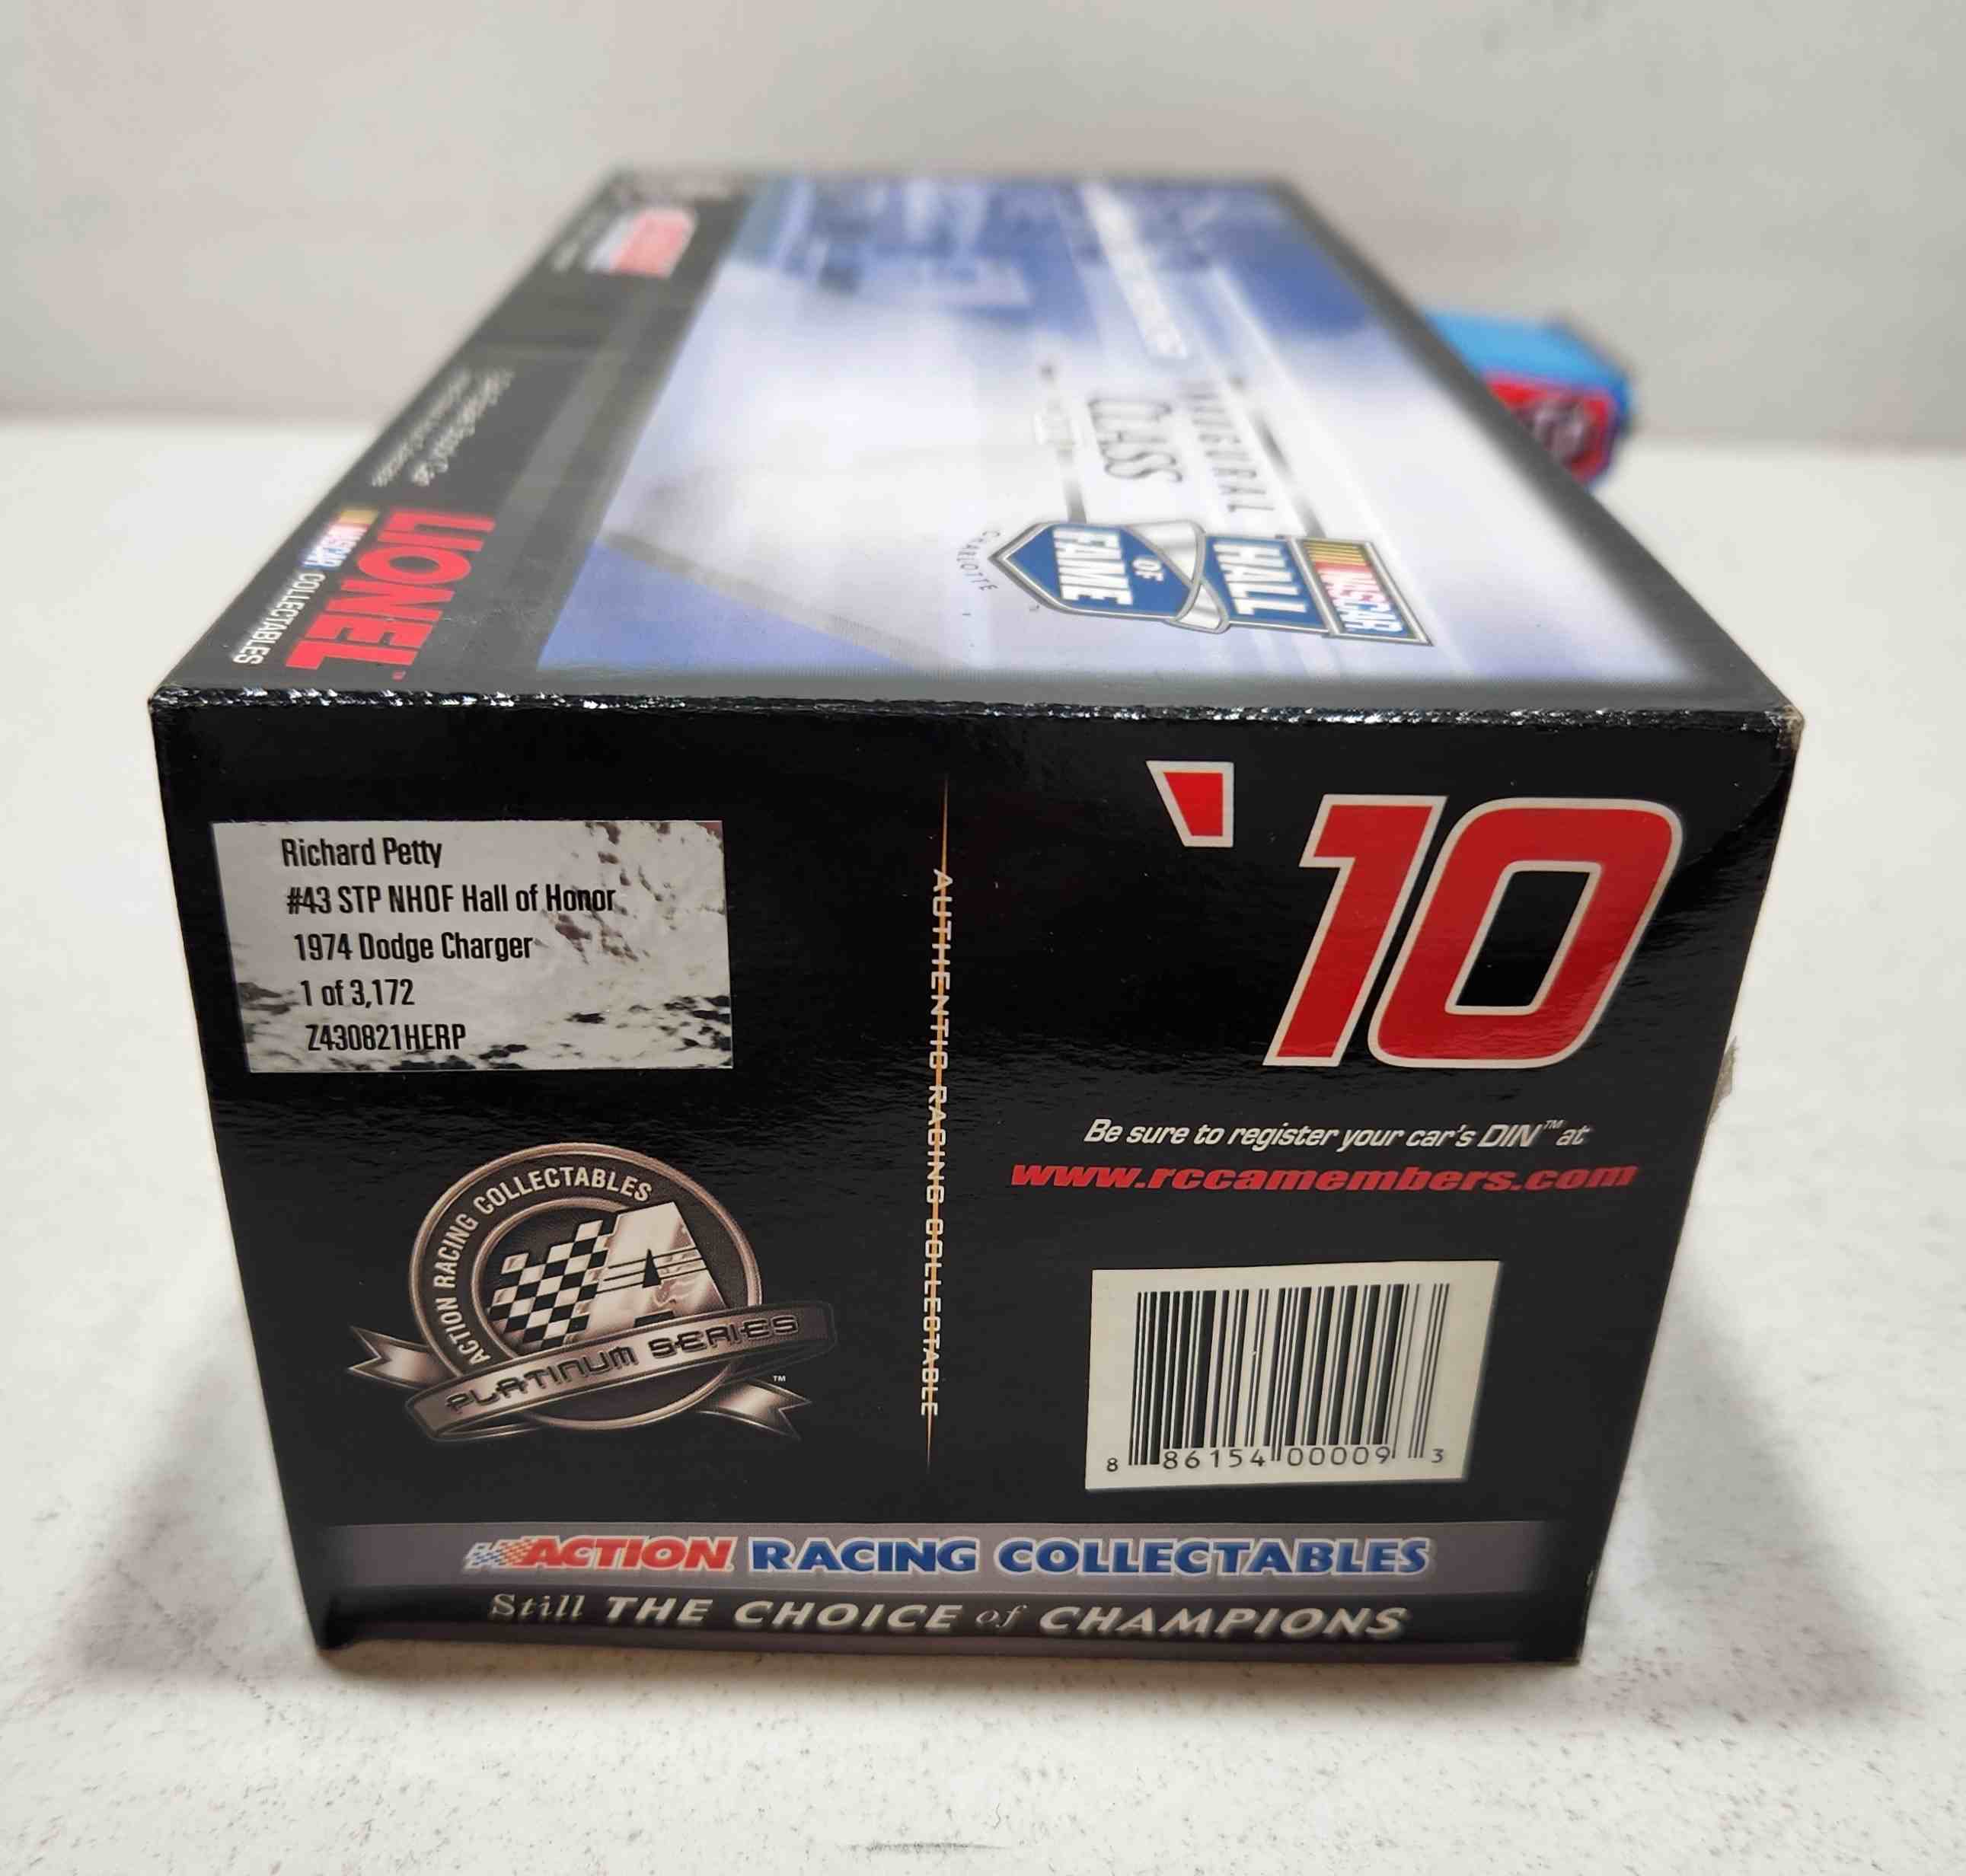 NASCAR
HALL
OF
FAME
CHARLOTTE
INAUGURAL
CLASS
LIONEL
NASCAR COLLECTABLES
Richard Petty
#43 STP NHOF Hall of Honor
1974 Dodge Charger
1 of 3,172
Z430821HERP
AUTHENTIC RACING COLLECTABLE
'10
Be sure to register your car's DIN™ at
www.rccamembers.com
ACTION RACING COLLECTABLES
A
PLATINUM SERIES™
8 86154 00009 3
ACTION RACING COLLECTABLES
Still THE CHOICE of CHAMPIONS